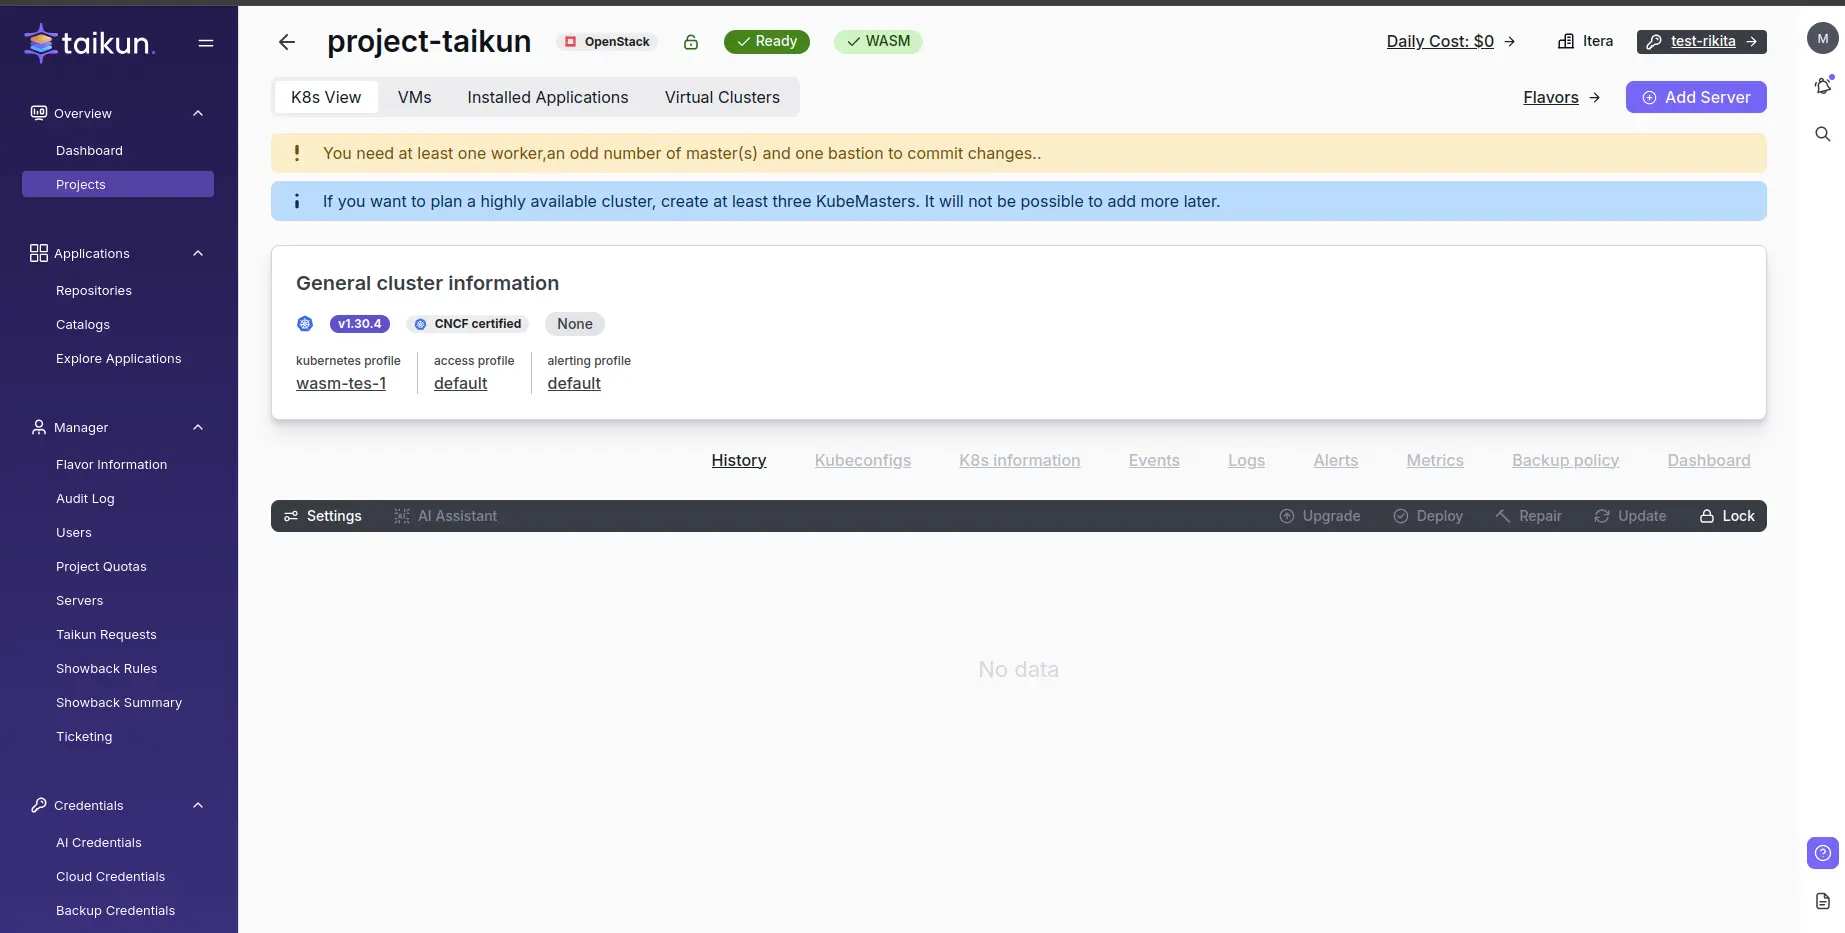 taikun.
Overview
Dashboard
Projects
Applications
Repositories
Catalogs
Explore Applications
Manager
Flavor Information
Audit Log
Users
Project Quotas
Servers
Taikun Requests
Showback Rules
Showback Summary
Ticketing
Credentials
AI Credentials
Cloud Credentials
Backup Credentials
project-taikun OpenStack Ready WASM Daily Cost: $0 Itera test-rikita M
K8s View VMs Installed Applications Virtual Clusters Flavors Add Server
You need at least one worker,an odd number of master(s) and one bastion to commit changes..
If you want to plan a highly available cluster, create at least three KubeMasters. It will not be possible to add more later.
General cluster information
v1.30.4 CNCF certified None
kubernetes profile access profile alerting profile
wasm-tes-1 default default
History Kubeconfigs K8s information Events Logs Alerts Metrics Backup policy Dashboard
Settings AI Assistant Upgrade Deploy Repair Update Lock
No data